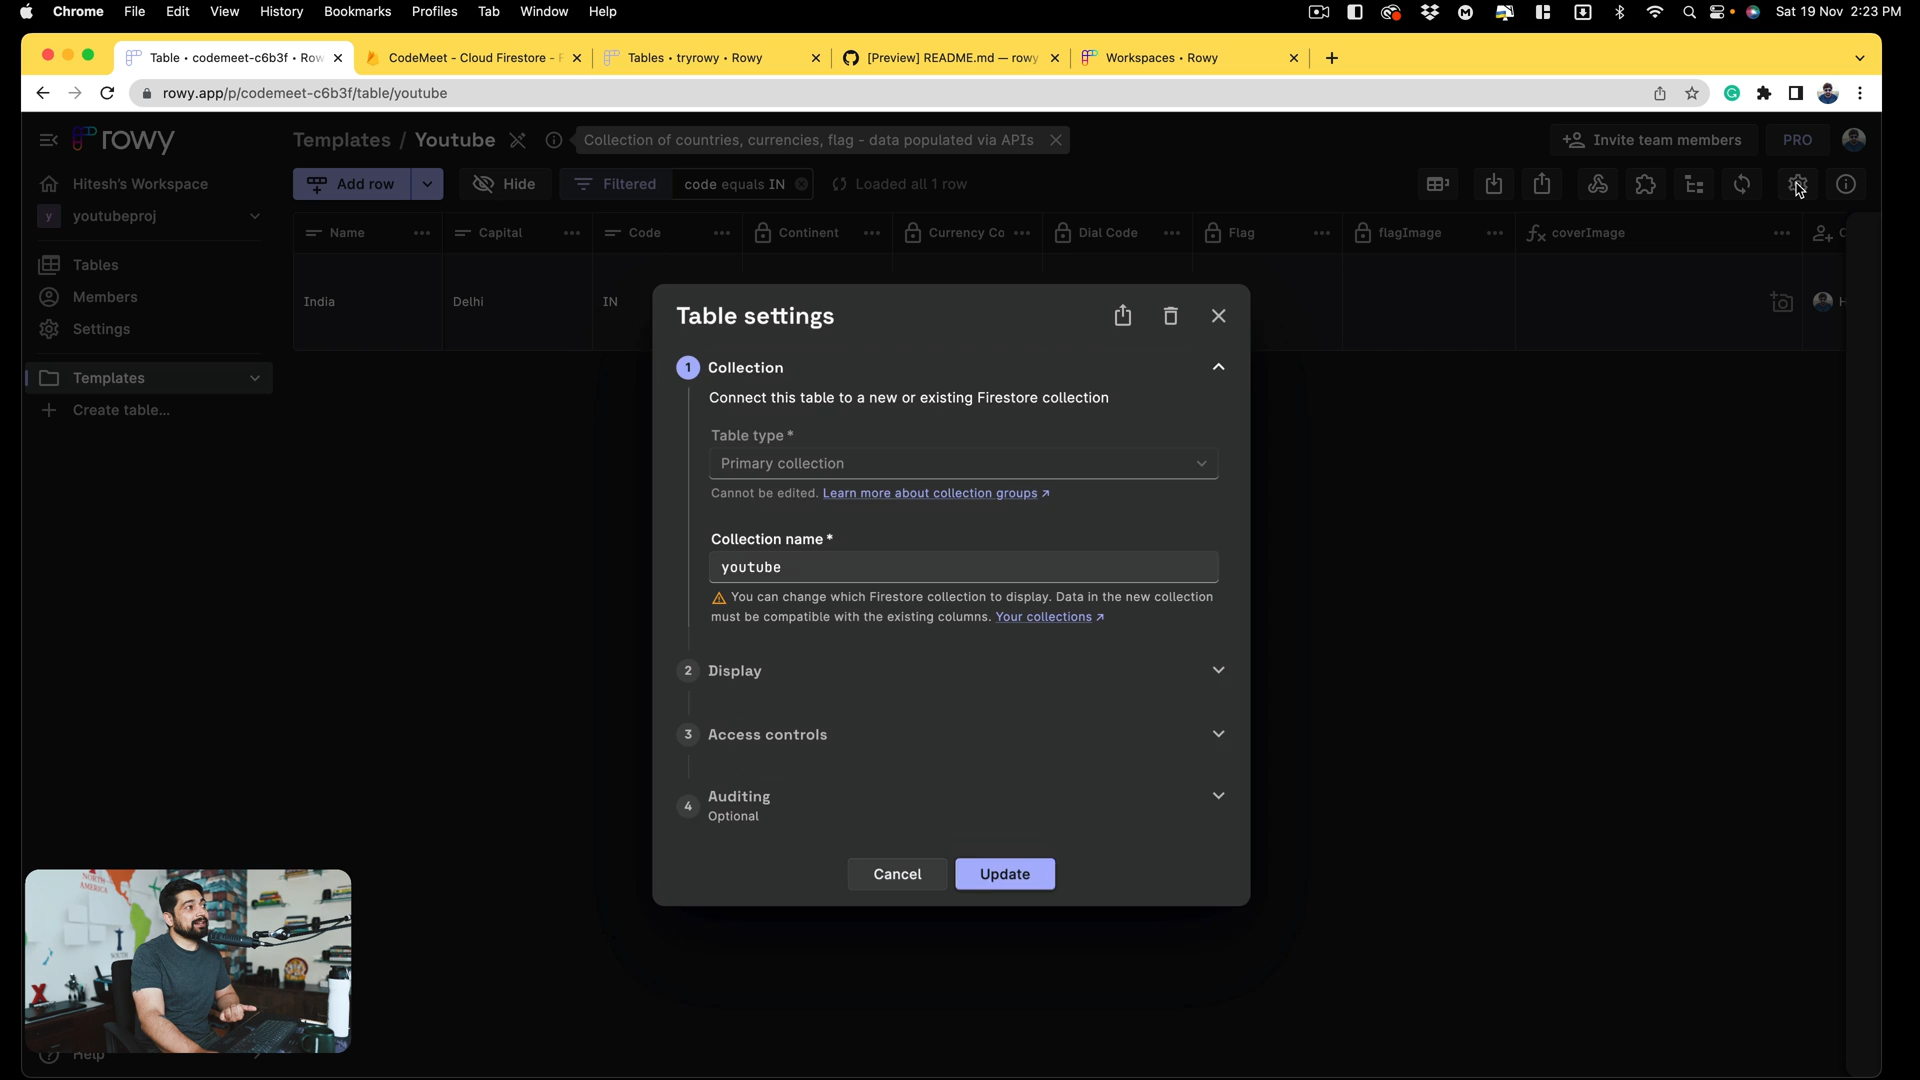 Chrome File Edit View History Bookmarks Profiles Tab Window Help Sat 19 Nov 2:23 PM
Table • codemeet-c6b3f • Row
CodeMeet - Cloud Firestore - F
Tables • tryrowy • Rowy
[Preview] README.md — rowy
Workspaces • Rowy
rowy.app/p/codemeet-c6b3f/table/youtube
rowy
Templates / Youtube
Collection of countries, currencies, flag - data populated via APIs
Invite team members
PRO
Hitesh's Workspace
Add row
Hide
Filtered
code equals IN
Loaded all 1 row
y youtubeproj
Name
Capital
Code
Continent
Currency Co
Dial Code
Flag
flagImage
coverImage
Tables
Members
Settings
India
Delhi
IN
H
Templates
Create table...
Table settings
1 Collection
Connect this table to a new or existing Firestore collection
Table type *
Primary collection
Cannot be edited. Learn more about collection groups
Collection name *
youtube
You can change which Firestore collection to display. Data in the new collection
must be compatible with the existing columns. Your collections
2 Display
3 Access controls
4 Auditing
Optional
Cancel
Update
NORTH
AMERICA
SOUTH
Help